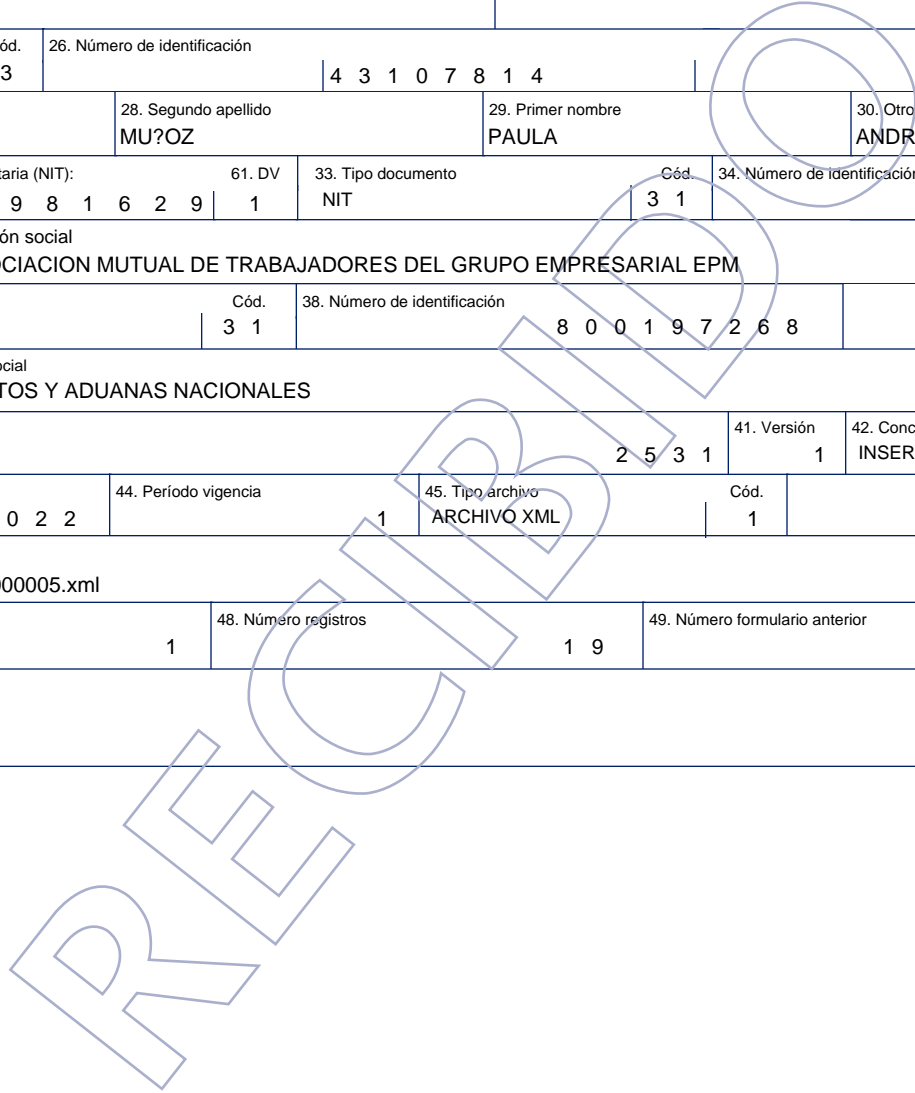 ód. 26. Número de identificación
3 4 3 1 0 7 8 1 4
28. Segundo apellido 29. Primer nombre 30. Otro
MU?OZ PAULA ANDR
taria (NIT): 61. DV 33. Tipo documento Cód. 34. Número de identificación
9 8 1 6 2 9 1 NIT 3 1
ón social
OCIACION MUTUAL DE TRABAJADORES DEL GRUPO EMPRESARIAL EPM
Cód. 38. Número de identificación
3 1 8 0 0 1 9 7 2 6 8
ocial
TOS Y ADUANAS NACIONALES
41. Versión 42. Conc
2 5 3 1 1 INSER
44. Período vigencia 45. Tipo archivo Cód.
0 2 2 1 ARCHIVO XML 1
000005.xml
48. Número registros 49. Número formulario anterior
1 1 9
RECIBIDO